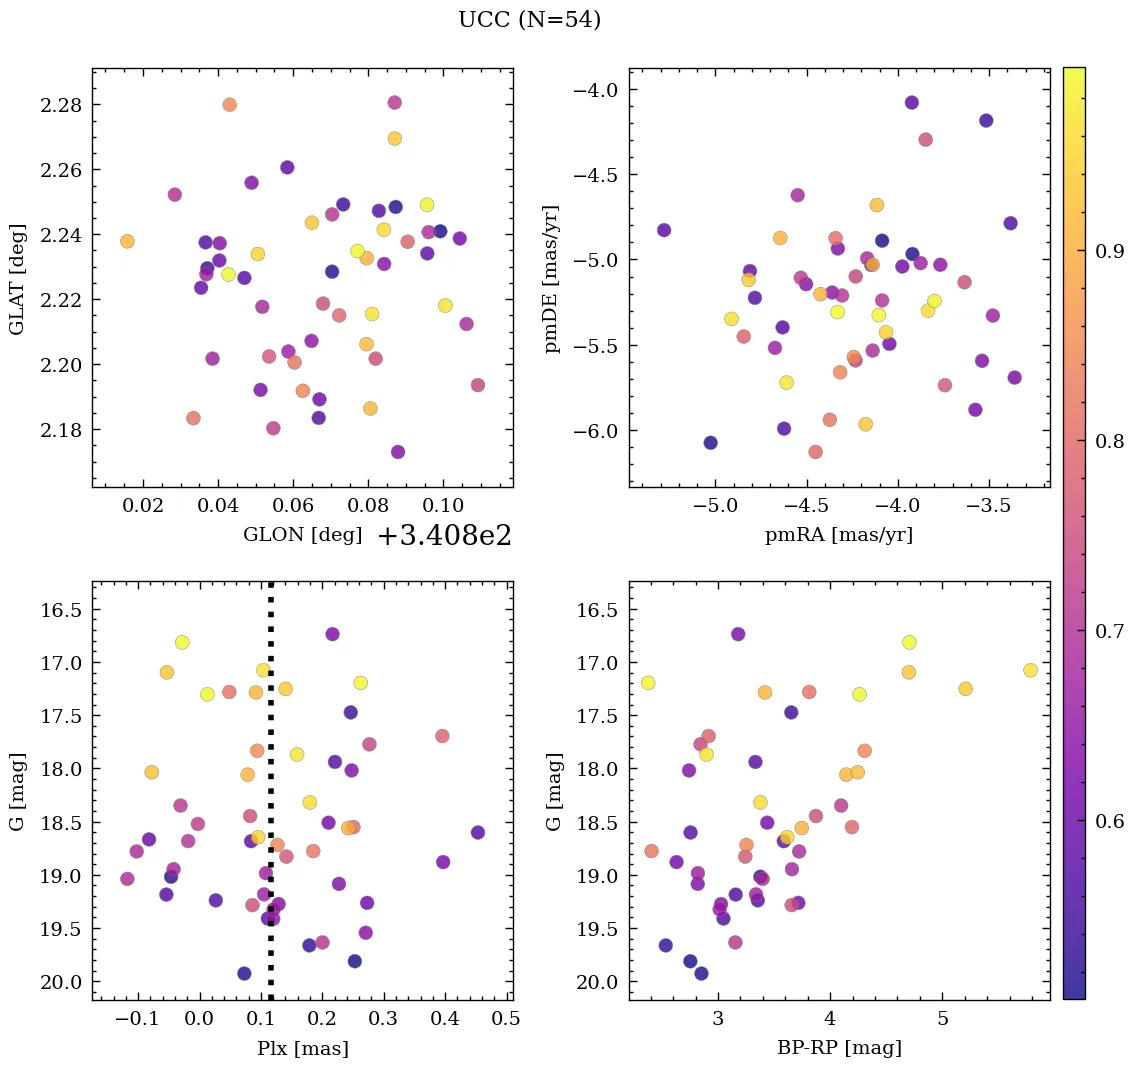 UCC (N=54)
2.28
2.26
2.24
2.22
2.20
2.18
GLAT [deg]
0.02 0.04 0.06 0.08 0.10
GLON [deg] +3.408e2
−4.0
−4.5
−5.0
−5.5
−6.0
pmDE [mas/yr]
−5.0 −4.5 −4.0 −3.5
pmRA [mas/yr]
16.5
17.0
17.5
18.0
18.5
19.0
19.5
20.0
G [mag]
−0.1 0.0 0.1 0.2 0.3 0.4 0.5
Plx [mas]
16.5
17.0
17.5
18.0
18.5
19.0
19.5
20.0
G [mag]
3 4 5
BP-RP [mag]
0.9
0.8
0.7
0.6